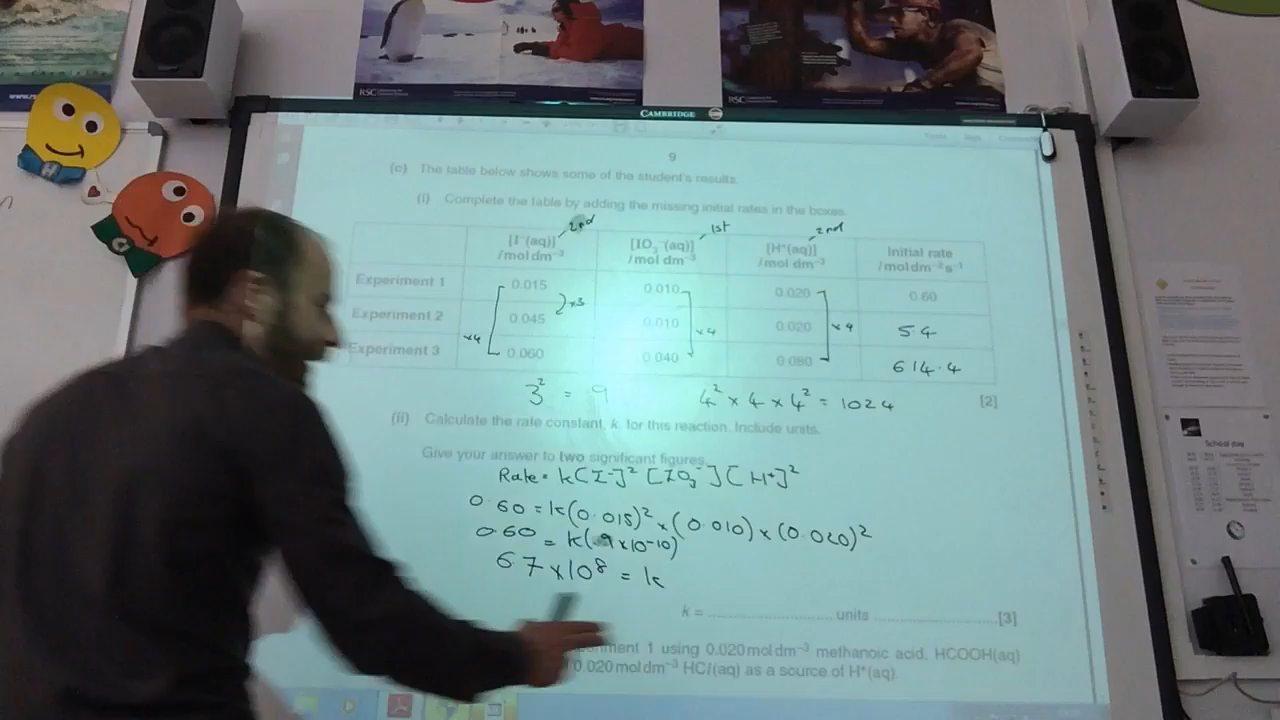 RSC
RSC
CAMBRIDGE
9
(c) The table below shows some of the student's results.
(i) Complete the table by adding the missing initial rates in the boxes.
2nd 1st 2nd
[I⁻(aq)] /mol dm⁻³ [IO₃⁻(aq)] /mol dm⁻³ [H⁺(aq)] /mol dm⁻³ Initial rate /mol dm⁻³ s⁻¹
Experiment 1 0.015 0.010 0.020 0.60
×3
Experiment 2 0.045 0.010 0.020 54
×4 ×4 ×4
Experiment 3 0.060 0.040 0.080 614.4
3² = 9 4² × 4 × 4² = 1024 [2]
(ii) Calculate the rate constant, k, for this reaction. Include units.
Give your answer to two significant figures.
Rate = k[I⁻]² [IO₃⁻][H⁺]²
0.60 = k(0.015)² × (0.010) × (0.020)²
0.60 = k(9×10-10)
67×10⁸ = k
k = .............................. units ..............................[3]
1 using 0.020 mol dm⁻³ methanoic acid, HCOOH(aq)
0.020 mol dm⁻³ HCl(aq) as a source of H⁺(aq)
School day